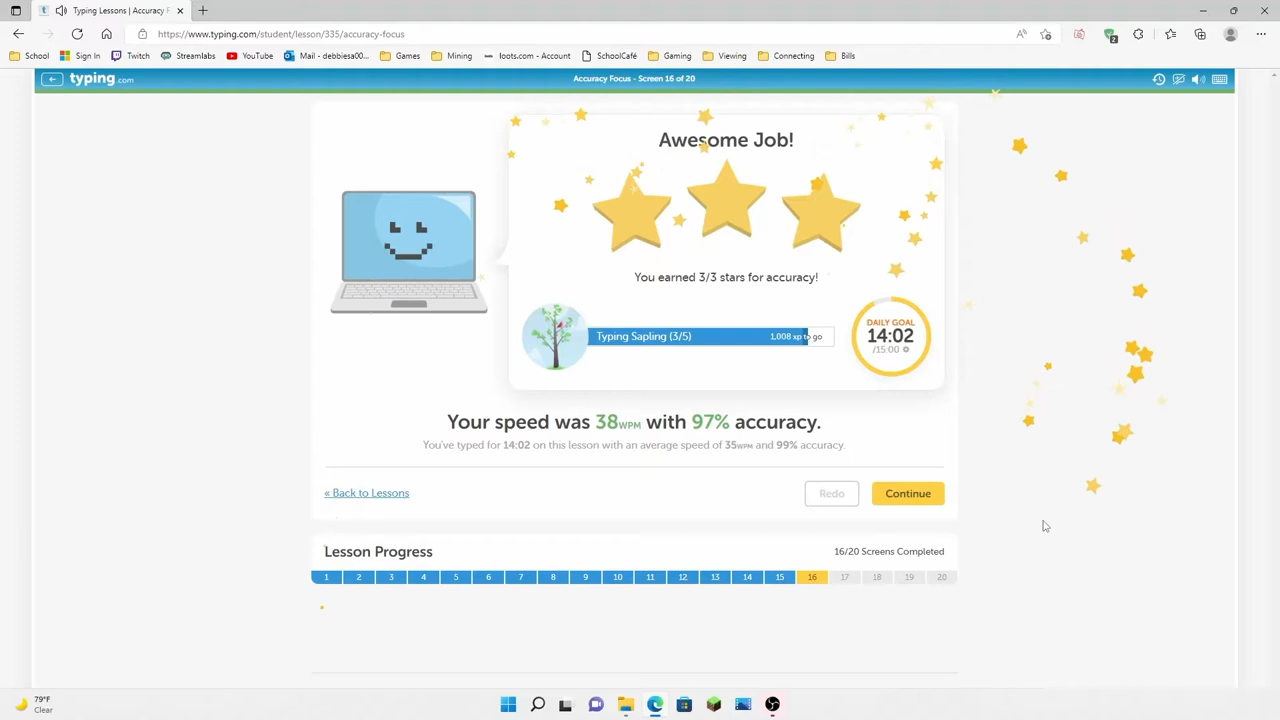 Typing Lessons | Accuracy F
https://www.typing.com/student/lesson/335/accuracy-focus
School Sign In Twitch Streamlabs YouTube Mail - debbiesa00... Games Mining loots.com - Account SchoolCafé Gaming Viewing Connecting Bills
typing.com
Accuracy Focus - Screen 16 of 20
Awesome Job!
You earned 3/3 stars for accuracy!
Typing Sapling (3/5)
1,008 xp to go
DAILY GOAL
14:02
/15:00
Your speed was 38WPM with 97% accuracy.
You've typed for 14:02 on this lesson with an average speed of 35WPM and 99% accuracy.
« Back to Lessons
Redo
Continue
Lesson Progress
16/20 Screens Completed
1 2 3 4 5 6 7 8 9 10 11 12 13 14 15 16 17 18 19 20
79°F
Clear